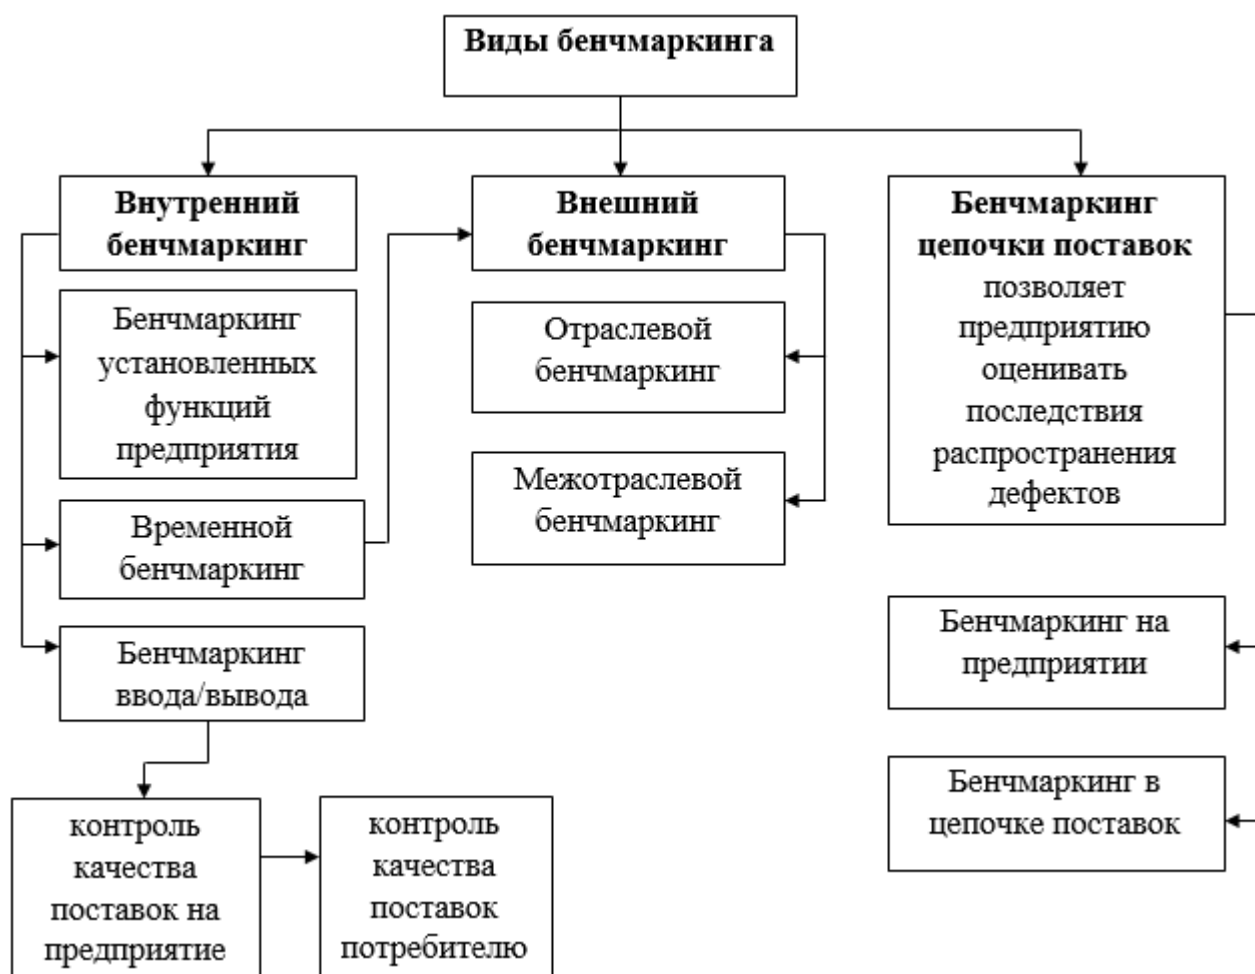 Виды бенчмаркинга
Внутренний
бенчмаркинг
Внешний
бенчмаркинг
Бенчмаркинг
цепочки поставок
позволяет
предприятию
оценивать
последствия
распространения
дефектов
Бенчмаркинг
установленных
функций
предприятия
Отраслевой
бенчмаркинг
Межотраслевой
бенчмаркинг
Временной
бенчмаркинг
Бенчмаркинг
ввода/вывода
Бенчмаркинг на
предприятии
Бенчмаркинг в
цепочке поставок
контроль
качества
поставок на
предприятие
контроль
качества
поставок
потребителю